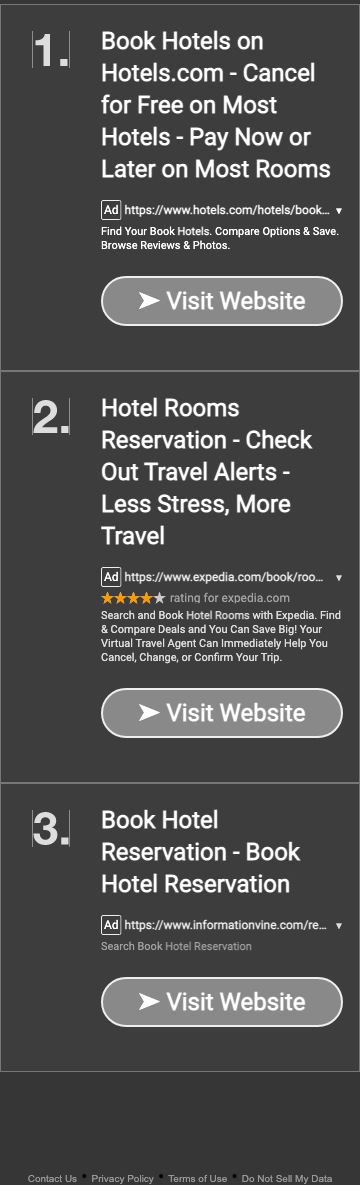 1.
Book Hotels on
Hotels.com - Cancel
for Free on Most
Hotels - Pay Now or
Later on Most Rooms
Ad https://www.hotels.com/hotels/book... ▼
Find Your Book Hotels. Compare Options & Save.
Browse Reviews & Photos.
➤ Visit Website
2.
Hotel Rooms
Reservation - Check
Out Travel Alerts -
Less Stress, More
Travel
Ad https://www.expedia.com/book/roo... ▼
★★★★★ rating for expedia.com
Search and Book Hotel Rooms with Expedia. Find
& Compare Deals and You Can Save Big! Your
Virtual Travel Agent Can Immediately Help You
Cancel, Change, or Confirm Your Trip.
➤ Visit Website
3.
Book Hotel
Reservation - Book
Hotel Reservation
Ad https://www.informationvine.com/re... ▼
Search Book Hotel Reservation
➤ Visit Website
Contact Us • Privacy Policy • Terms of Use • Do Not Sell My Data